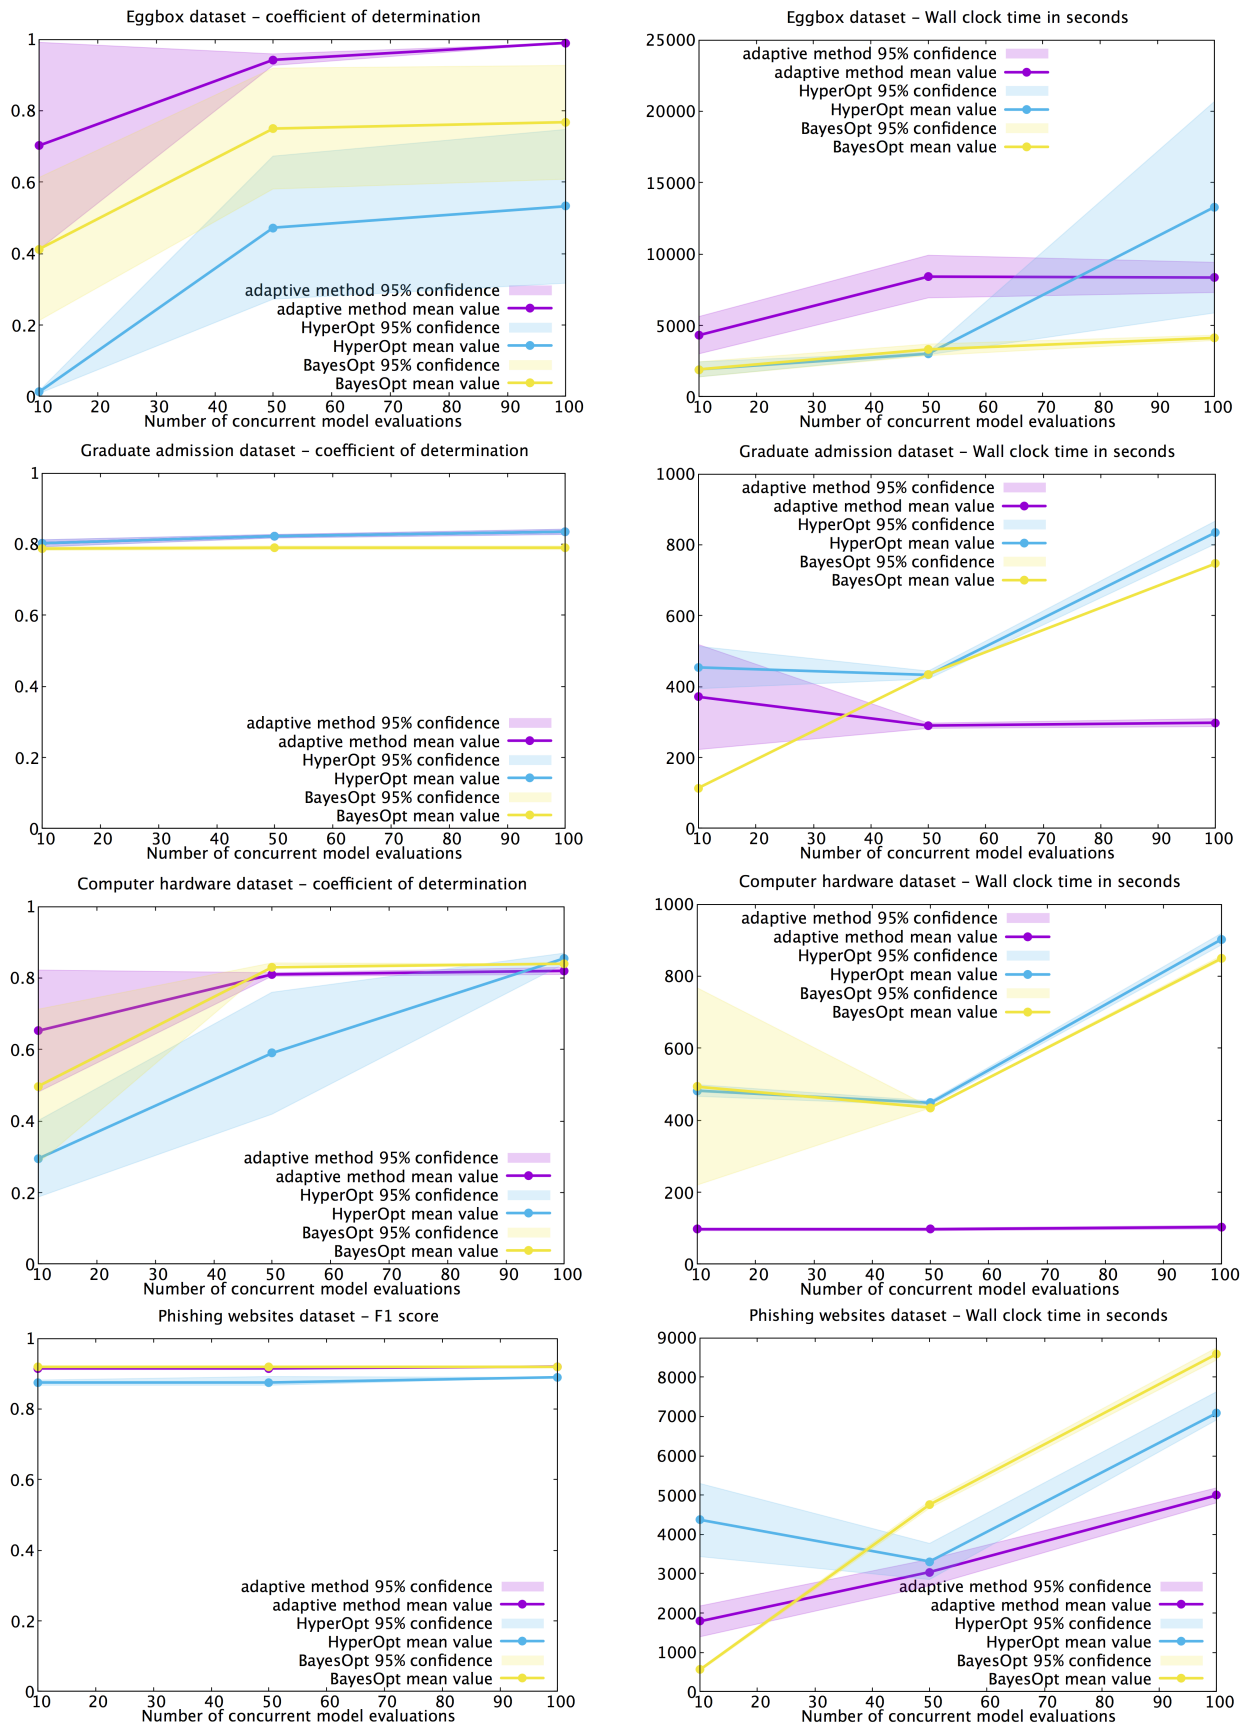 Eggbox dataset – coefficient of determination
1
0.8
0.6
0.4
0.2
0
adaptive method 95% confidence
adaptive method mean value
HyperOpt 95% confidence
HyperOpt mean value
BayesOpt 95% confidence
BayesOpt mean value
10 20 30 40 50 60 70 80 90 100
Number of concurrent model evaluations
Eggbox dataset – Wall clock time in seconds
25000
20000
15000
10000
5000
0
adaptive method 95% confidence
adaptive method mean value
HyperOpt 95% confidence
HyperOpt mean value
BayesOpt 95% confidence
BayesOpt mean value
10 20 30 40 50 60 70 80 90 100
Number of concurrent model evaluations
Graduate admission dataset – coefficient of determination
1
0.8
0.6
0.4
0.2
0
adaptive method 95% confidence
adaptive method mean value
HyperOpt 95% confidence
HyperOpt mean value
BayesOpt 95% confidence
BayesOpt mean value
10 20 30 40 50 60 70 80 90 100
Number of concurrent model evaluations
Graduate admission dataset – Wall clock time in seconds
1000
800
600
400
200
0
adaptive method 95% confidence
adaptive method mean value
HyperOpt 95% confidence
HyperOpt mean value
BayesOpt 95% confidence
BayesOpt mean value
10 20 30 40 50 60 70 80 90 100
Number of concurrent model evaluations
Computer hardware dataset – coefficient of determination
1
0.8
0.6
0.4
0.2
0
adaptive method 95% confidence
adaptive method mean value
HyperOpt 95% confidence
HyperOpt mean value
BayesOpt 95% confidence
BayesOpt mean value
10 20 30 40 50 60 70 80 90 100
Number of concurrent model evaluations
Computer hardware dataset – Wall clock time in seconds
1000
800
600
400
200
0
adaptive method 95% confidence
adaptive method mean value
HyperOpt 95% confidence
HyperOpt mean value
BayesOpt 95% confidence
BayesOpt mean value
10 20 30 40 50 60 70 80 90 100
Number of concurrent model evaluations
Phishing websites dataset – F1 score
1
0.8
0.6
0.4
0.2
0
adaptive method 95% confidence
adaptive method mean value
HyperOpt 95% confidence
HyperOpt mean value
BayesOpt 95% confidence
BayesOpt mean value
10 20 30 40 50 60 70 80 90 100
Number of concurrent model evaluations
Phishing websites dataset – Wall clock time in seconds
9000
8000
7000
6000
5000
4000
3000
2000
1000
0
adaptive method 95% confidence
adaptive method mean value
HyperOpt 95% confidence
HyperOpt mean value
BayesOpt 95% confidence
BayesOpt mean value
10 20 30 40 50 60 70 80 90 100
Number of concurrent model evaluations